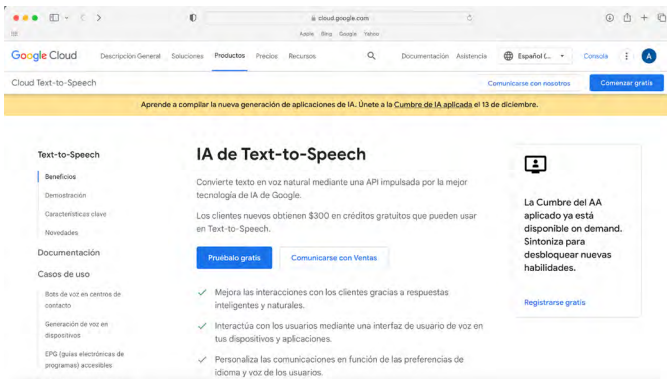 cloud.google.com
Apple Bing Google Yahoo
Google Cloud Descripción General Soluciones Productos Precios Recursos Documentación Asistencia Español (... Consola A
Cloud Text-to-Speech Comunicarse con nosotros Comenzar gratis
Aprende a compilar la nueva generación de aplicaciones de IA. Únete a la Cumbre de IA aplicada el 13 de diciembre.
Text-to-Speech
Beneficios
Demostración
Características clave
Novedades
Documentación
Casos de uso
Bots de voz en centros de
contacto
Generación de voz en
dispositivos
EPG (guías electrónicas de
programas) accesibles
IA de Text-to-Speech
Convierte texto en voz natural mediante una API impulsada por la mejor
tecnología de IA de Google.
Los clientes nuevos obtienen $300 en créditos gratuitos que pueden usar
en Text-to-Speech.
Pruébalo gratis Comunicarse con Ventas
Mejora las interacciones con los clientes gracias a respuestas
inteligentes y naturales.
Interactúa con los usuarios mediante una interfaz de usuario de voz en
tus dispositivos y aplicaciones.
Personaliza las comunicaciones en función de las preferencias de
idioma y voz de los usuarios.
La Cumbre del AA
aplicado ya está
disponible on demand.
Sintoniza para
desbloquear nuevas
habilidades.
Registrarse gratis